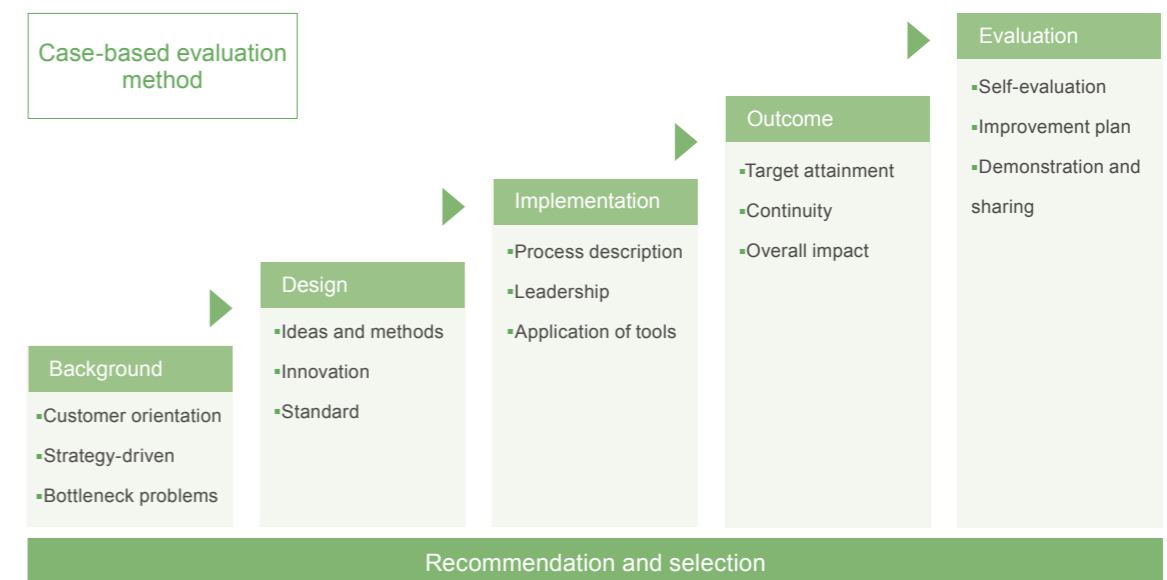 Case-based evaluation
method
Background
▪Customer orientation
▪Strategy-driven
▪Bottleneck problems
Design
▪Ideas and methods
▪Innovation
▪Standard
Implementation
▪Process description
▪Leadership
▪Application of tools
Outcome
▪Target attainment
▪Continuity
▪Overall impact
Evaluation
▪Self-evaluation
▪Improvement plan
▪Demonstration and
sharing
Recommendation and selection